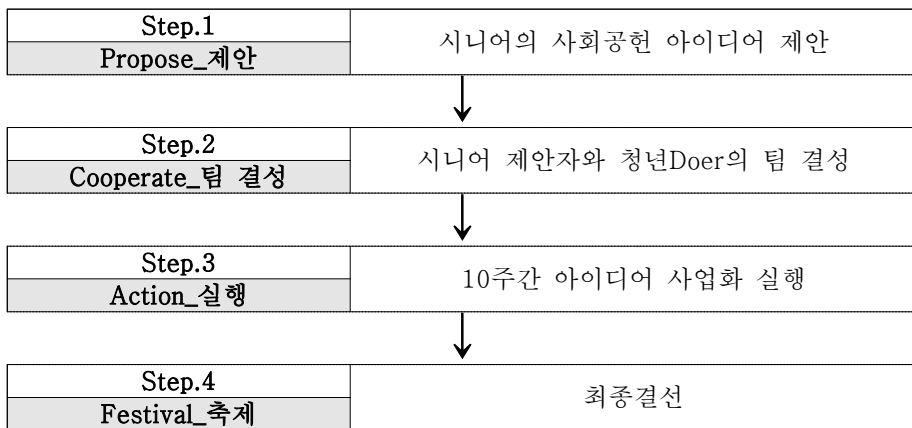 Step.1
Propose_제안
시니어의 사회공헌 아이디어 제안
Step.2
Cooperate_팀 결성
시니어 제안자와 청년Doer의 팀 결성
Step.3
Action_실행
10주간 아이디어 사업화 실행
Step.4
Festival_축제
최종결선